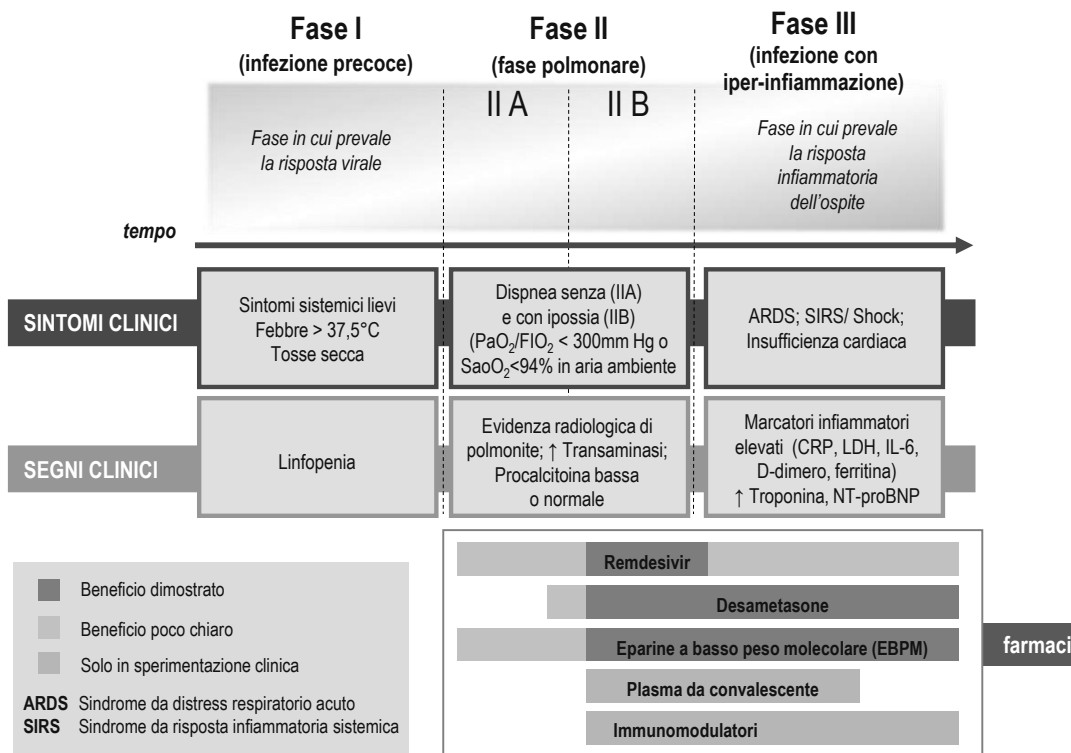 Fase I
(infezione precoce)
Fase II
(fase polmonare)
Fase III
(infezione con
iper-infiammazione)
II A
II B
Fase in cui prevale
la risposta virale
Fase in cui prevale
la risposta
infiammatoria
dell'ospite
tempo
SINTOMI CLINICI
Sintomi sistemici lievi
Febbre > 37,5°C
Tosse secca
Dispnea senza (IIA)
e con ipossia (IIB)
(PaO2/FIO2 < 300mm Hg o
SaoO2<94% in aria ambiente
ARDS; SIRS/ Shock;
Insufficienza cardiaca
SEGNI CLINICI
Linfopenia
Evidenza radiologica di
polmonite; ↑ Transaminasi;
Procalcitoina bassa
o normale
Marcatori infiammatori
elevati (CRP, LDH, IL-6,
D-dimero, ferritina)
↑ Troponina, NT-proBNP
Beneficio dimostrato
Beneficio poco chiaro
Solo in sperimentazione clinica
ARDS Sindrome da distress respiratorio acuto
SIRS Sindrome da risposta infiammatoria sistemica
Remdesivir
Desametasone
Eparine a basso peso molecolare (EBPM)
Plasma da convalescente
Immunomodulatori
farmaci